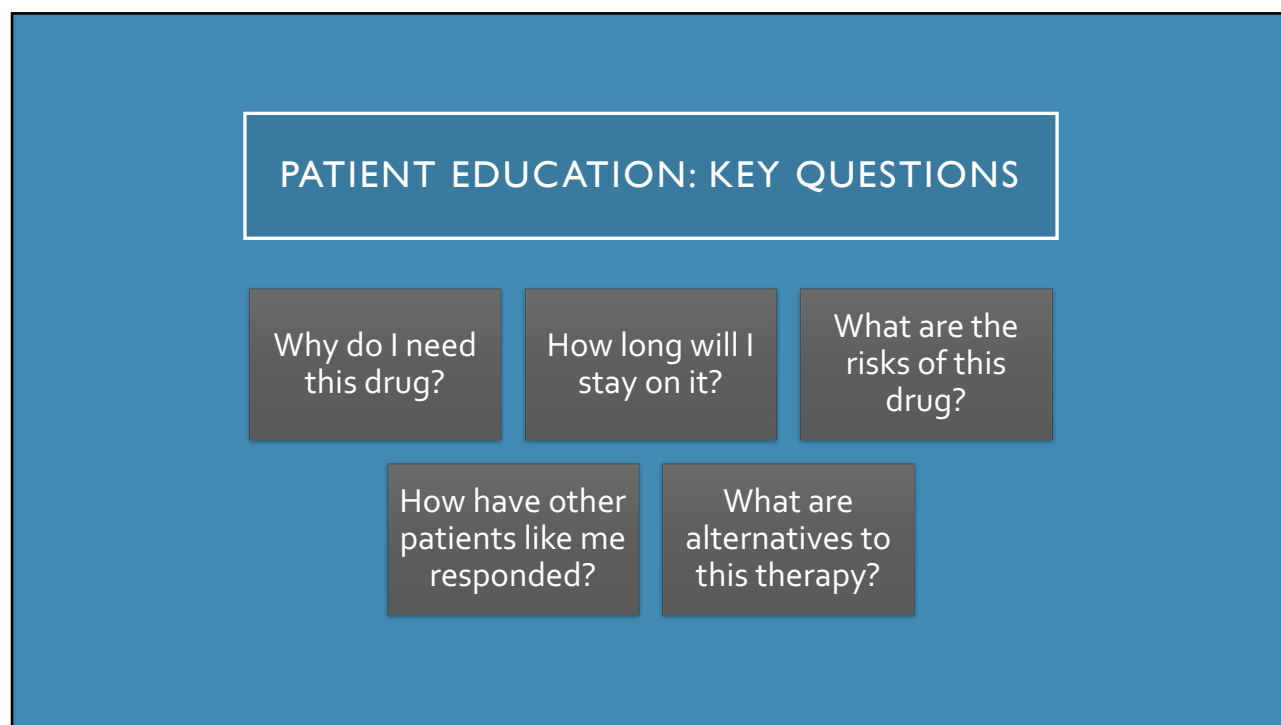 PATIENT EDUCATION: KEY QUESTIONS
Why do I need
this drug?
How long will I
stay on it?
What are the
risks of this
drug?
How have other
patients like me
responded?
What are
alternatives to
this therapy?